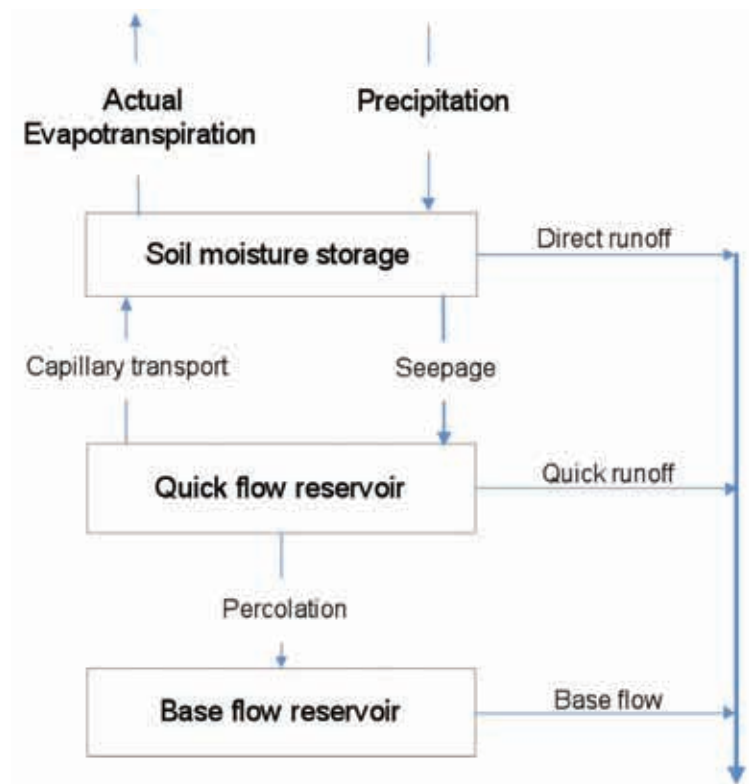 Actual
Evapotranspiration
Precipitation
Soil moisture storage
Direct runoff
Capillary transport
Seepage
Quick flow reservoir
Quick runoff
Percolation
Base flow reservoir
Base flow